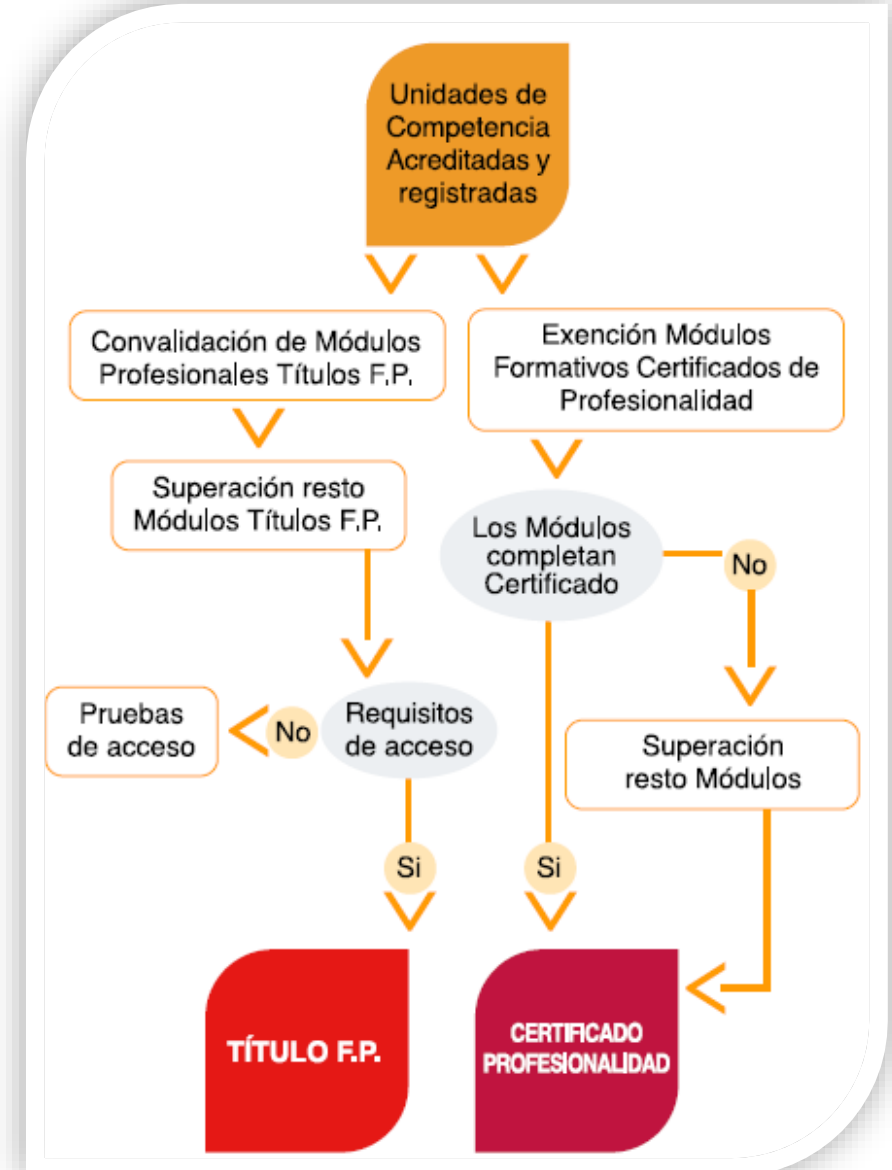 Unidades de
Competencia
Acreditadas y
registradas
Convalidación de Módulos
Profesionales Títulos F.P.
Exención Módulos
Formativos Certificados de
Profesionalidad
Superación resto
Módulos Títulos F.P.
Los Módulos
completan
Certificado
No
Pruebas
de acceso
No
Requisitos
de acceso
Superación
resto Módulos
Si
Si
TÍTULO F.P.
CERTIFICADO
PROFESIONALIDAD